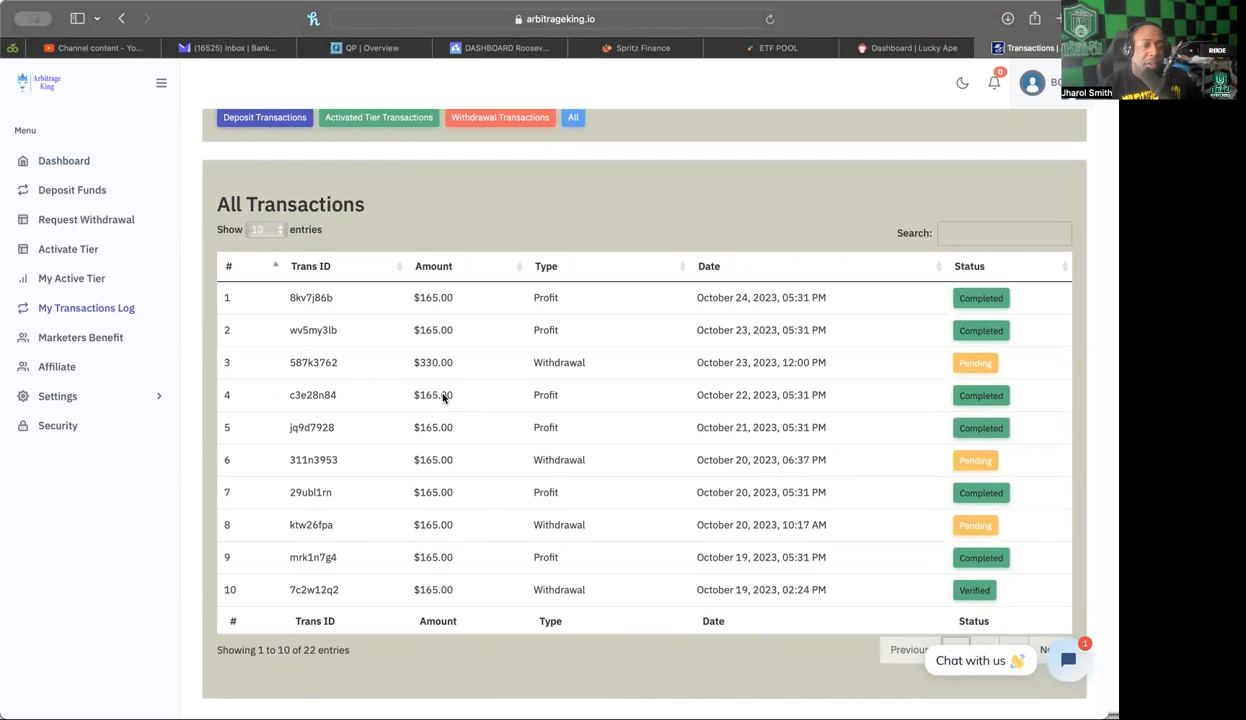 arbitrageking.io
Channel content - Yo...
(16525) Inbox | Bank...
QP | Overview
DASHBOARD Roosev...
Spritz Finance
ETF POOL
Dashboard | Lucky Ape
Transactions |
RØDE
Jharol Smith
Arbitrage
King
0
BO
Menu
Dashboard
Deposit Funds
Request Withdrawal
Activate Tier
My Active Tier
My Transactions Log
Marketers Benefit
Affiliate
Settings
Security
Deposit Transactions
Activated Tier Transactions
Withdrawal Transactions
All
All Transactions
Show 10 entries
Search:
# Trans ID Amount Type Date Status
1 8kv7j86b $165.00 Profit October 24, 2023, 05:31 PM Completed
2 wv5my3lb $165.00 Profit October 23, 2023, 05:31 PM Completed
3 587k3762 $330.00 Withdrawal October 23, 2023, 12:00 PM Pending
4 c3e28n84 $165.00 Profit October 22, 2023, 05:31 PM Completed
5 jq9d7928 $165.00 Profit October 21, 2023, 05:31 PM Completed
6 311n3953 $165.00 Withdrawal October 20, 2023, 06:37 PM Pending
7 29ubl1rn $165.00 Profit October 20, 2023, 05:31 PM Completed
8 ktw26fpa $165.00 Withdrawal October 20, 2023, 10:17 AM Pending
9 mrk1n7g4 $165.00 Profit October 19, 2023, 05:31 PM Completed
10 7c2w12q2 $165.00 Withdrawal October 19, 2023, 02:24 PM Verified
# Trans ID Amount Type Date Status
Showing 1 to 10 of 22 entries
Previous
Chat with us 👋
1